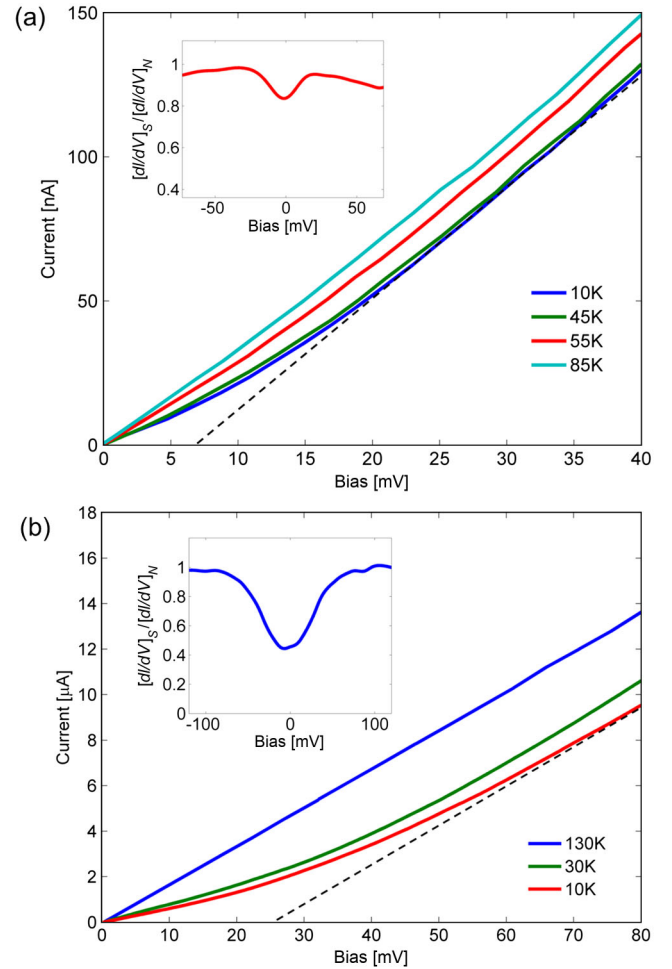 (a)
150
100
50
0
Current [nA]
0 5 10 15 20 25 30 35 40
Bias [mV]
10K
45K
55K
85K
[dI/dV]S/[dI/dV]N
1
0.8
0.6
0.4
-50 0 50
Bias [mV]
(b)
18
16
14
12
10
8
6
4
2
0
Current [μA]
0 10 20 30 40 50 60 70 80
Bias [mV]
130K
30K
10K
[dI/dV]S/[dI/dV]N
1
0.8
0.6
0.4
0.2
0
-100 0 100
Bias [mV]